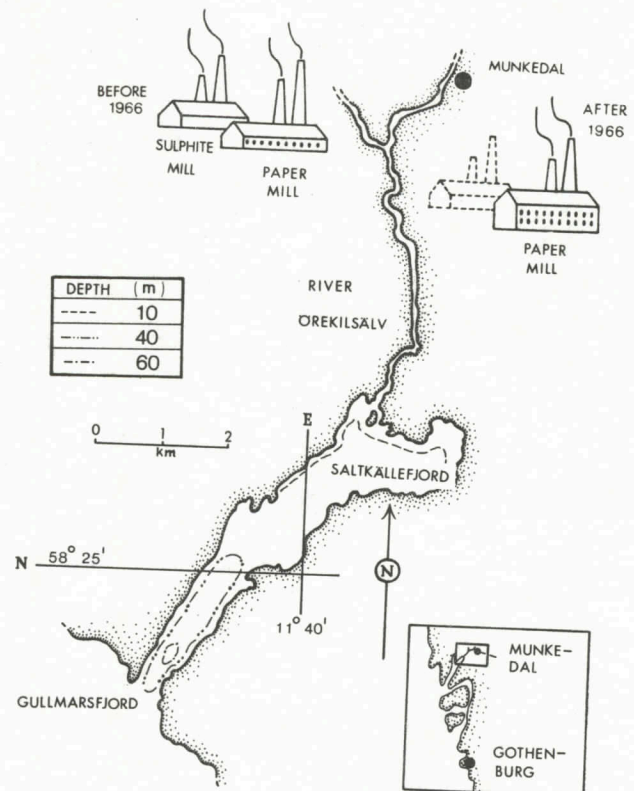 BEFORE
1966
SULPHITE
MILL
PAPER
MILL
MUNKEDAL
AFTER
1966
PAPER
MILL
RIVER
ÖREKILSÄLV
DEPTH (m)
10
40
60
0 1 2
km
E
SALTKÄLLEFJORD
N 58° 25'
N
11° 40'
GULLMARSFJORD
MUNKE-
DAL
GOTHEN-
BURG